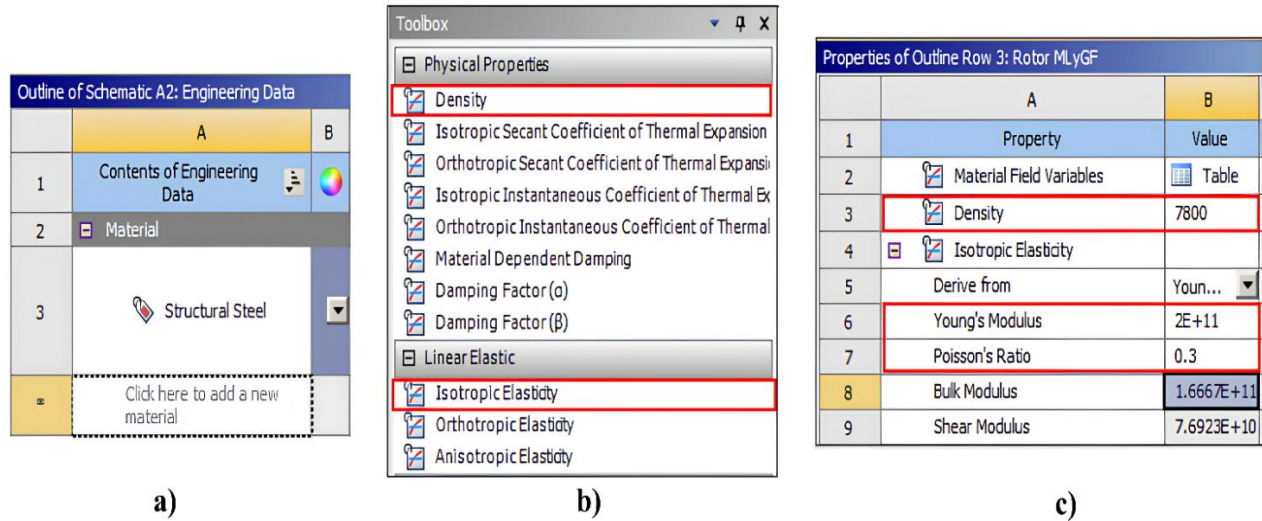 Outline of Schematic A2: Engineering Data
A B
1 Contents of Engineering
Data
2 Material
3 Structural Steel
* Click here to add a new
material
a)
Toolbox
Physical Properties
Density
Isotropic Secant Coefficient of Thermal Expansion
Orthotropic Secant Coefficient of Thermal Expansi
Isotropic Instantaneous Coefficient of Thermal Ex
Orthotropic Instantaneous Coefficient of Thermal
Material Dependent Damping
Damping Factor (α)
Damping Factor (β)
Linear Elastic
Isotropic Elasticity
Orthotropic Elasticity
Anisotropic Elasticity
b)
Properties of Outline Row 3: Rotor MLyGF
A B
1 Property Value
2 Material Field Variables Table
3 Density 7800
4 Isotropic Elasticity
5 Derive from Youn...
6 Young's Modulus 2E+11
7 Poisson's Ratio 0.3
8 Bulk Modulus 1.6667E+11
9 Shear Modulus 7.6923E+10
c)